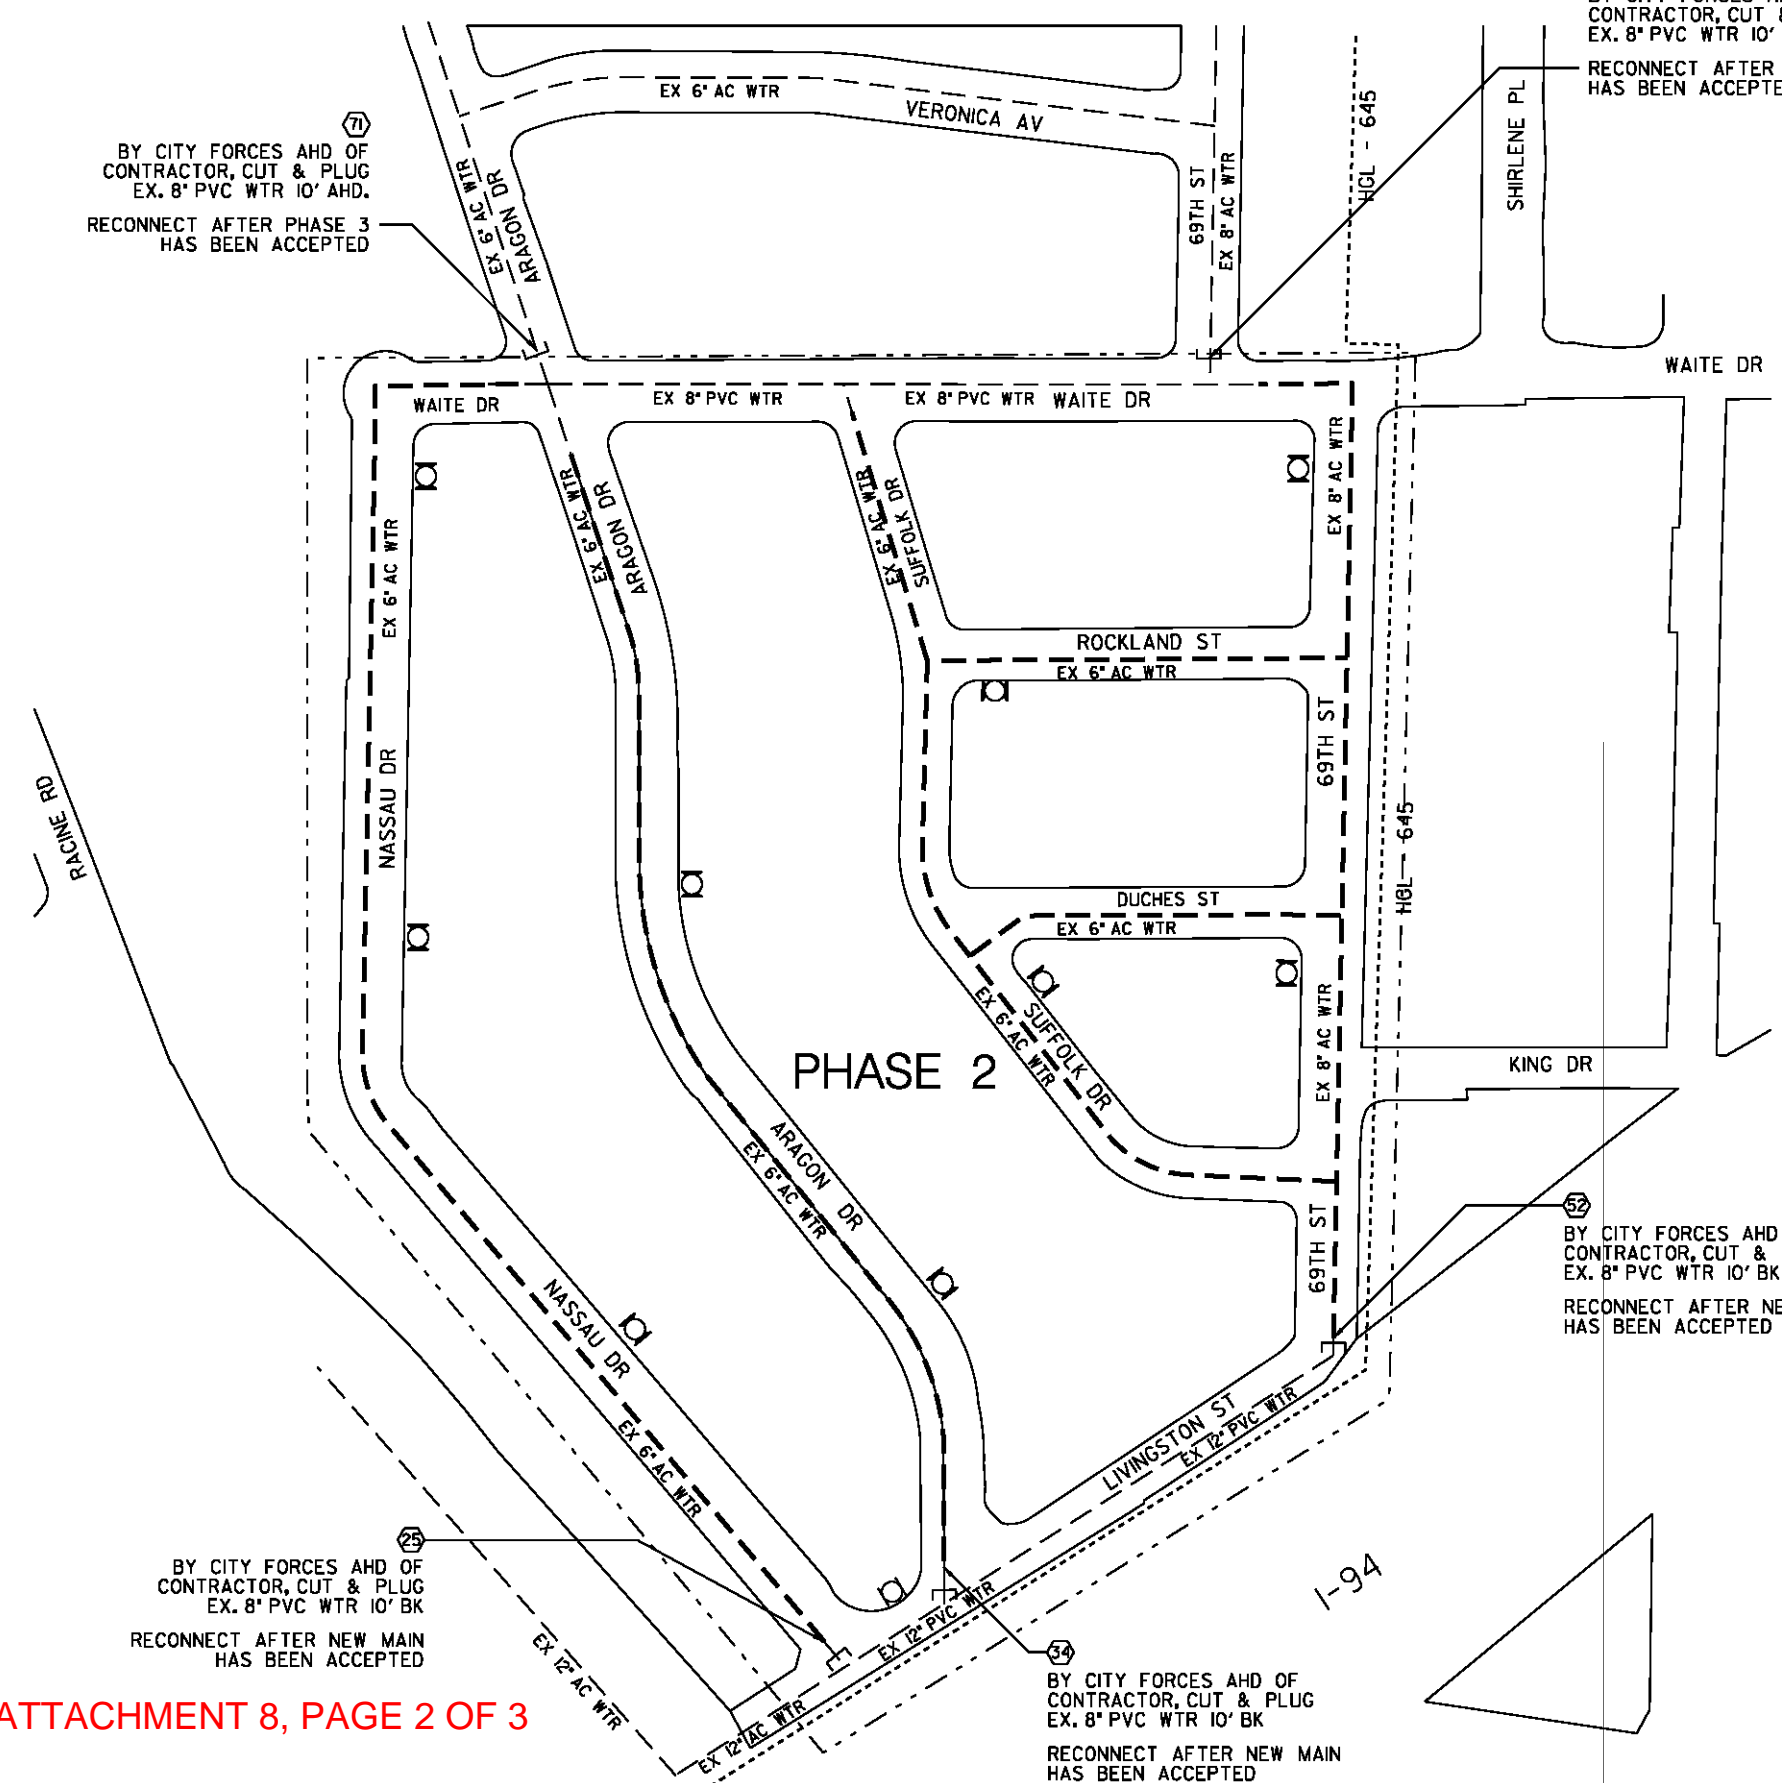 CONTRACTOR, CUT &
EX. 8" PVC WTR 10'
RECONNECT AFTER
HAS BEEN ACCEPTE
EX 6" AC WTR
VERONICA AV
71
BY CITY FORCES AHD OF
CONTRACTOR, CUT & PLUG
EX. 8" PVC WTR 10' AHD.
RECONNECT AFTER PHASE 3
HAS BEEN ACCEPTED
EX 6" AC WTR
ARAGON DR
69TH ST
EX 8" AC WTR
HGL - 645
SHIRLENE PL
WAITE DR
WAITE DR
EX 8" PVC WTR
EX 8" PVC WTR
WAITE DR
EX 6" AC WTR
EX 6" AC WTR
ARAGON DR
EX 6" AC WTR
SUFFOLK DR
EX 8" AC WTR
ROCKLAND ST
EX 6" AC WTR
69TH ST
NASSAU DR
RACINE RD
HGL - 645
DUCHES ST
EX 6" AC WTR
EX 6" AC WTR
SUFFOLK DR
EX 8" AC WTR
PHASE 2
KING DR
ARAGON DR
EX 6" AC WTR
69TH ST
52
BY CITY FORCES AHD
CONTRACTOR, CUT &
EX. 8" PVC WTR 10' BK
RECONNECT AFTER NE
HAS BEEN ACCEPTED
NASSAU DR
EX 6" AC WTR
LIVINGSTON ST
EX 12" PVC WTR
25
BY CITY FORCES AHD OF
CONTRACTOR, CUT & PLUG
EX. 8" PVC WTR 10' BK
RECONNECT AFTER NEW MAIN
HAS BEEN ACCEPTED
I-94
EX 12" PVC WTR
EX 12" AC WTR
34
BY CITY FORCES AHD OF
CONTRACTOR, CUT & PLUG
EX. 8" PVC WTR 10' BK
RECONNECT AFTER NEW MAIN
HAS BEEN ACCEPTED
EX 12" AC WTR
ATTACHMENT 8, PAGE 2 OF 3